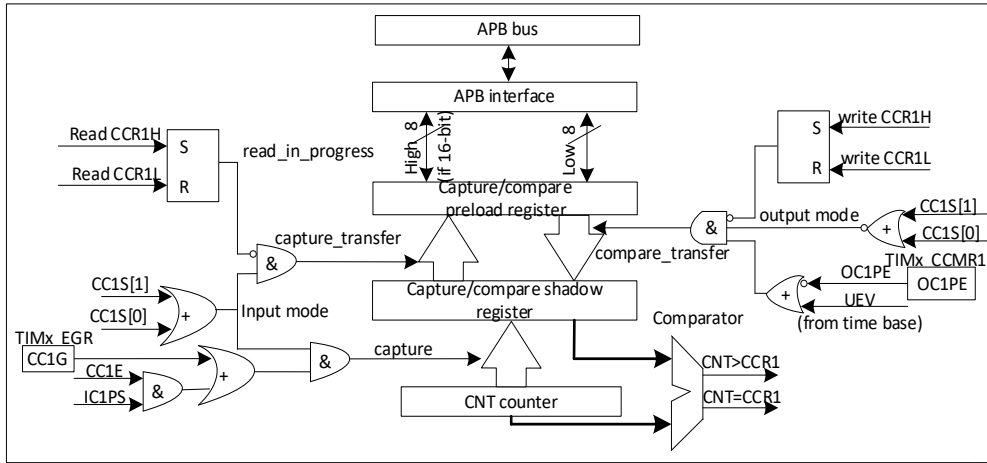 APB bus
APB interface
High 8
(if 16-bit)
Low 8
Read CCR1H
Read CCR1L
S
R
read_in_progress
Capture/compare
preload register
S
R
write CCR1H
write CCR1L
&
capture_transfer
compare_transfer
&
output mode
+
CC1S[1]
CC1S[0]
TIMx_CCMR1
OC1PE
OC1PE
+
UEV
(from time base)
CC1S[1]
CC1S[0]
+
Input mode
Capture/compare shadow
register
TIMx_EGR
CC1G
CC1E
IC1PS
&
+
&
capture
CNT counter
Comparator
CNT>CCR1
CNT=CCR1